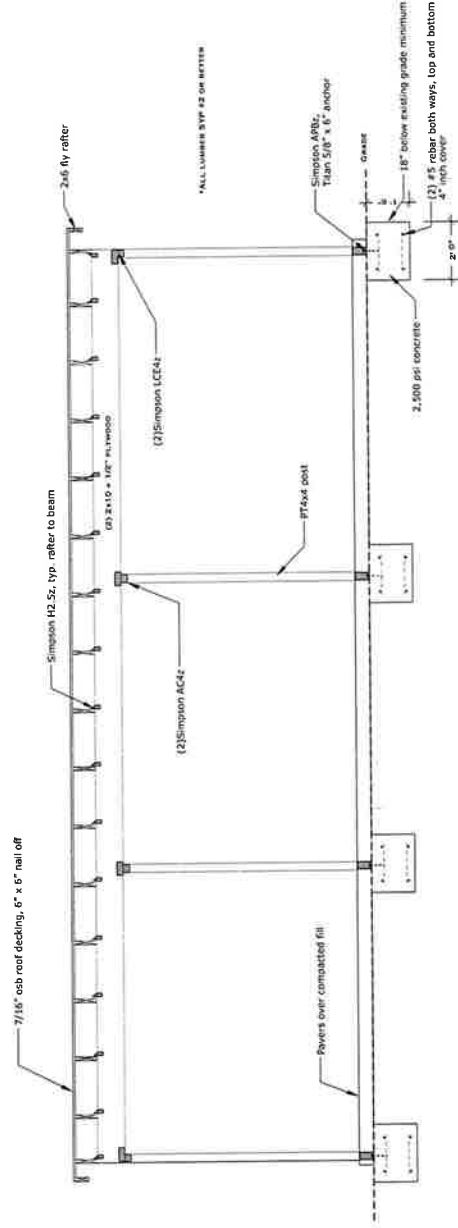 7/16" osb roof decking, 6" x 6" nail off
Simpson H2.5z, typ. rafter to beam
2x6 fly rafter
(2) 2x10 + 1/2" PLYWOOD
*ALL LUMBER SYP #2 OR BETTER
(2)Simpson AC4z
(2)Simpson LCE4z
Simpson APBz,
Titan 5/8" x 6" anchor
GRADE
PT4x4 post
Pavers over compacted fill
2,500 psi concrete
18" below existing grade minimum
(2) #5 rebar both ways, top and bottom
4" inch cover
2' 0"